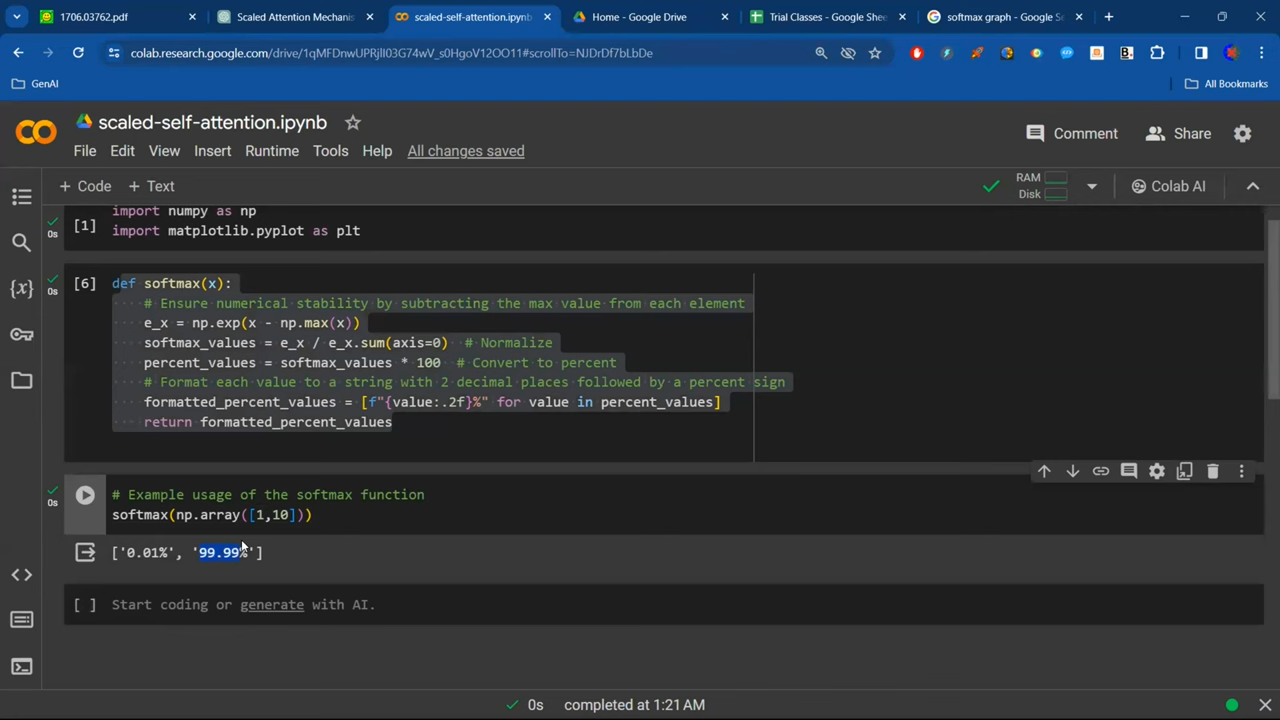 1706.03762.pdf
Scaled Attention Mechanis
scaled-self-attention.ipynb
Home - Google Drive
Trial Classes - Google Shee
softmax graph - Google Se
colab.research.google.com/drive/1qMFDnwUPRjlI03G74wV_s0HgoV12OO11#scrollTo=NJDrDf7bLbDe
GenAI
All Bookmarks
scaled-self-attention.ipynb
Comment
Share
File Edit View Insert Runtime Tools Help All changes saved
+ Code + Text
RAM
Disk
Colab AI
import numpy as np
[1]
0s
import matplotlib.pyplot as plt
[6] def softmax(x):
0s
# Ensure numerical stability by subtracting the max value from each element
e_x = np.exp(x - np.max(x))
softmax_values = e_x / e_x.sum(axis=0) # Normalize
percent_values = softmax_values * 100 # Convert to percent
# Format each value to a string with 2 decimal places followed by a percent sign
formatted_percent_values = [f"{value:.2f}%" for value in percent_values]
return formatted_percent_values
# Example usage of the softmax function
0s
softmax(np.array([1,10]))
['0.01%', '99.99%']
[ ] Start coding or generate with AI.
0s completed at 1:21 AM